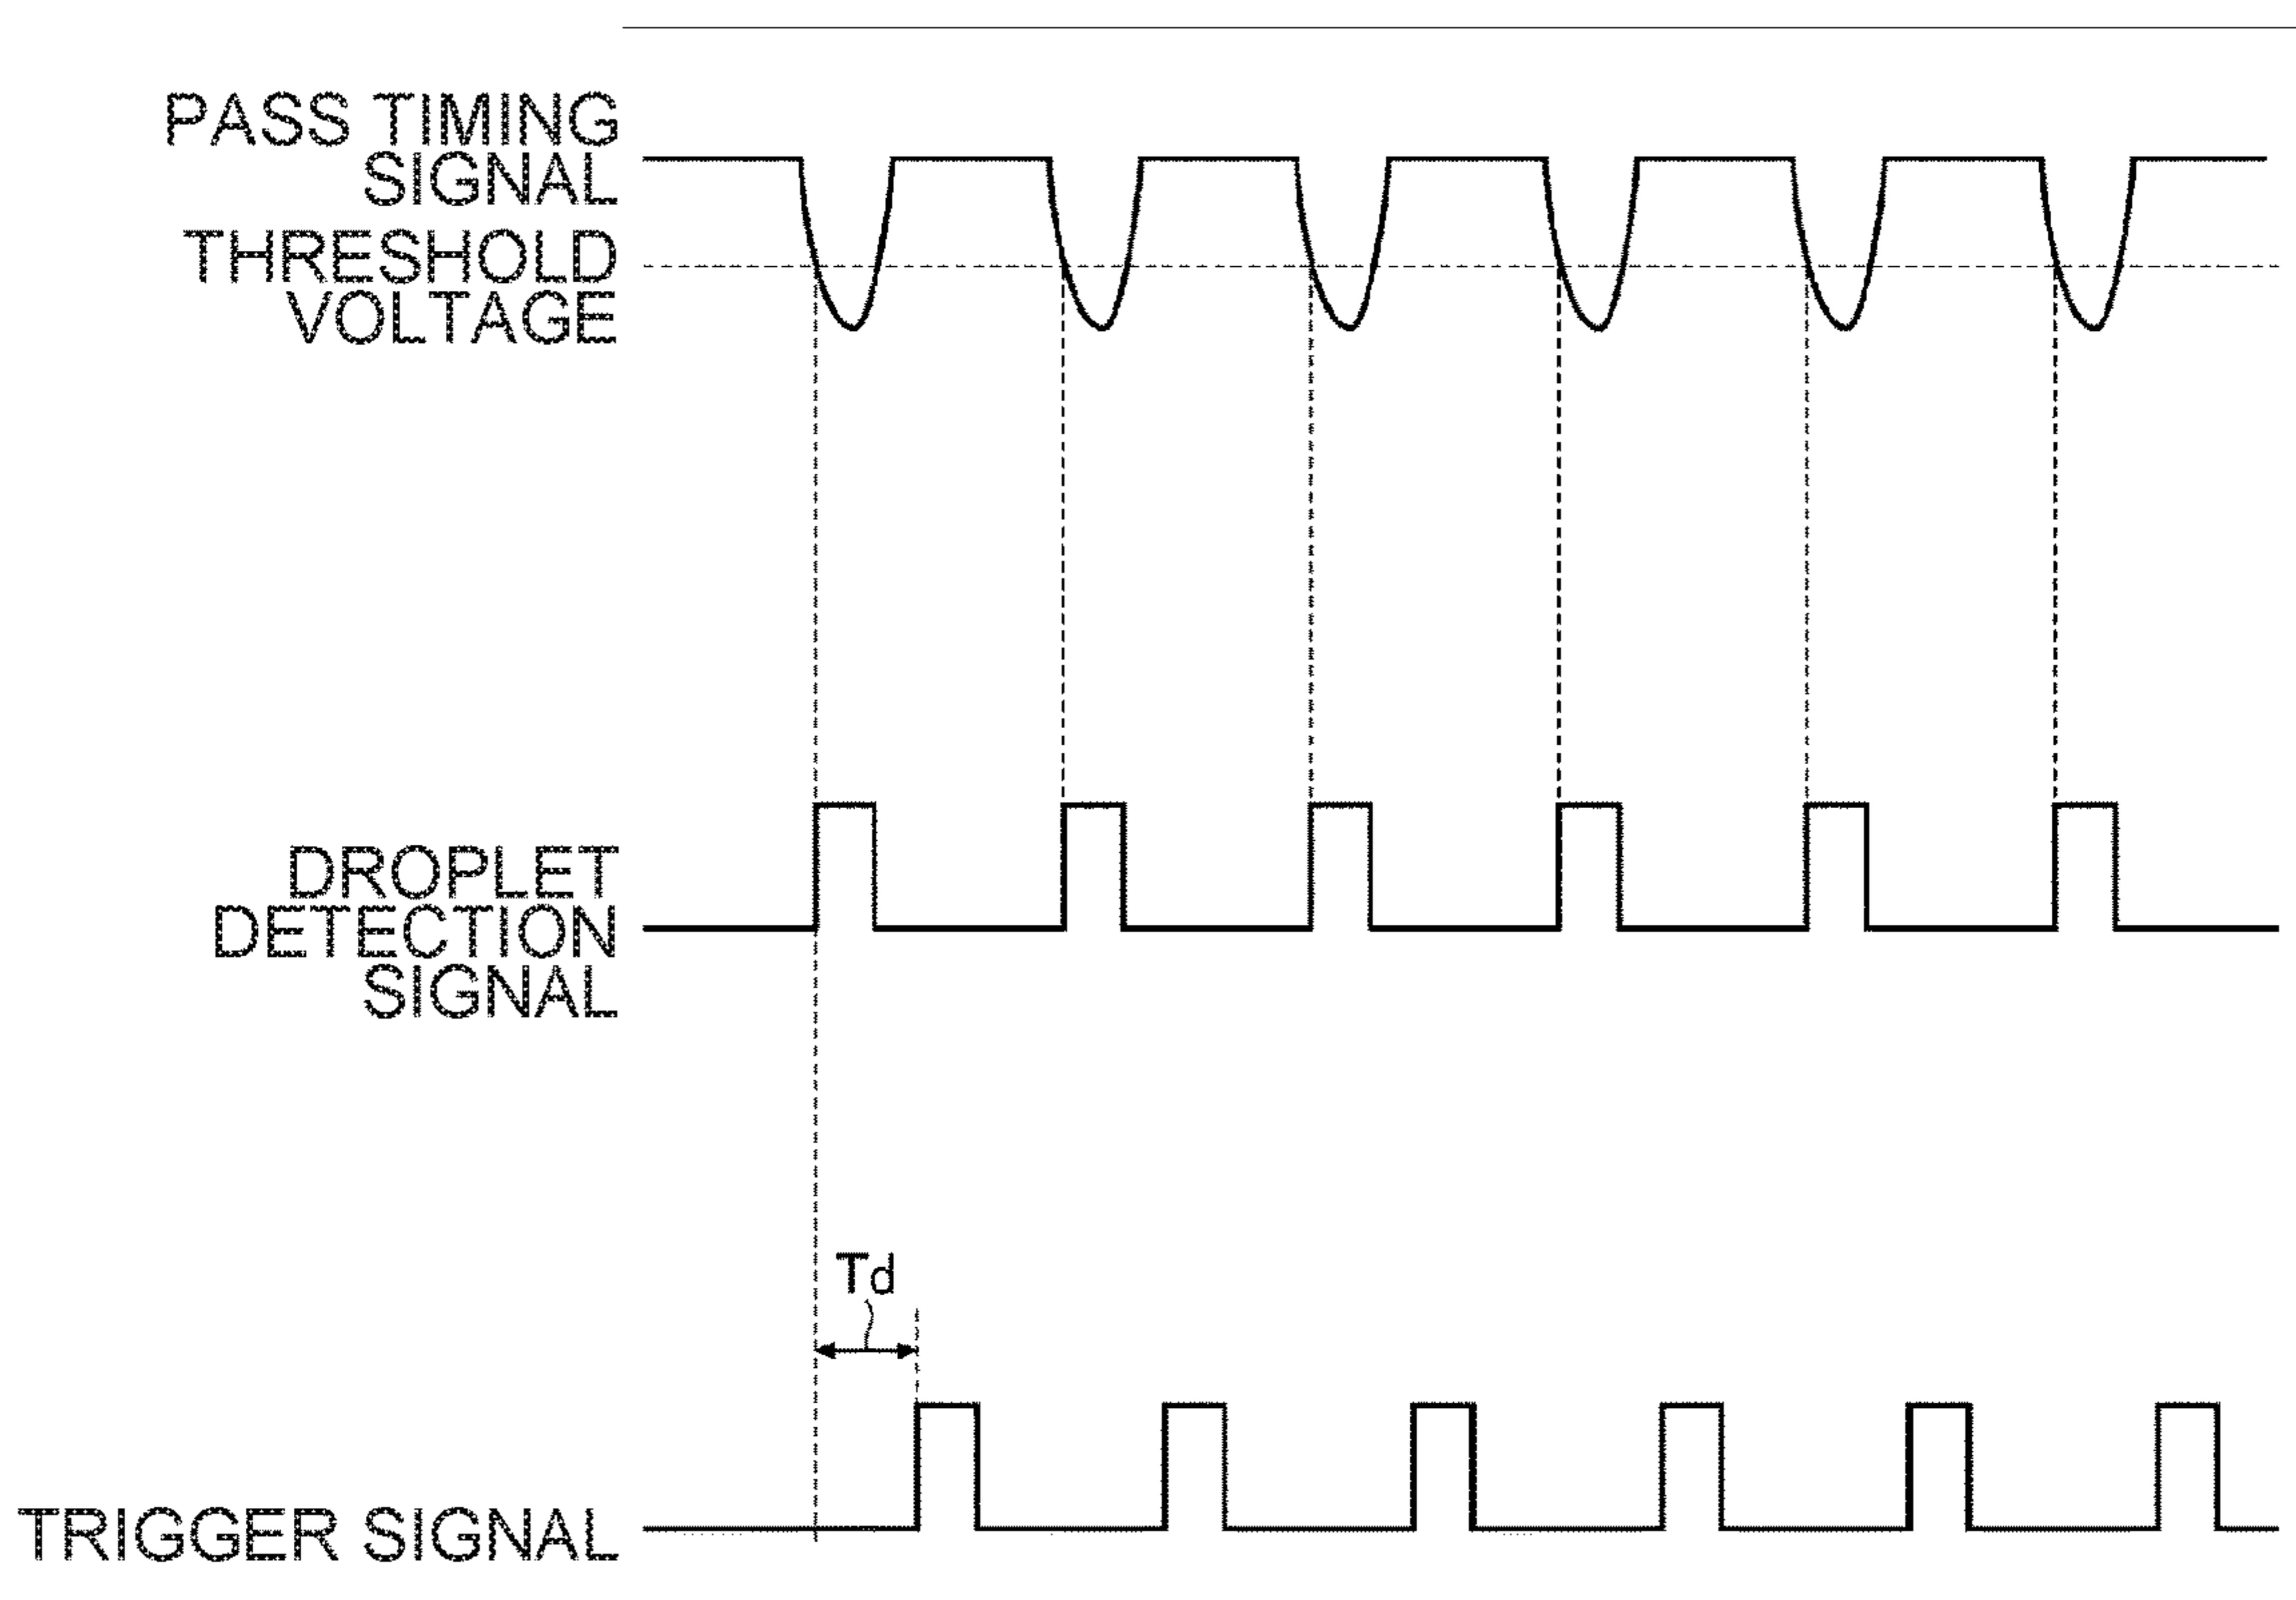 PASS TIMING
SIGNAL
THRESHOLD
VOLTAGE
DROPLET
DETECTION
SIGNAL
Td
TRIGGER SIGNAL